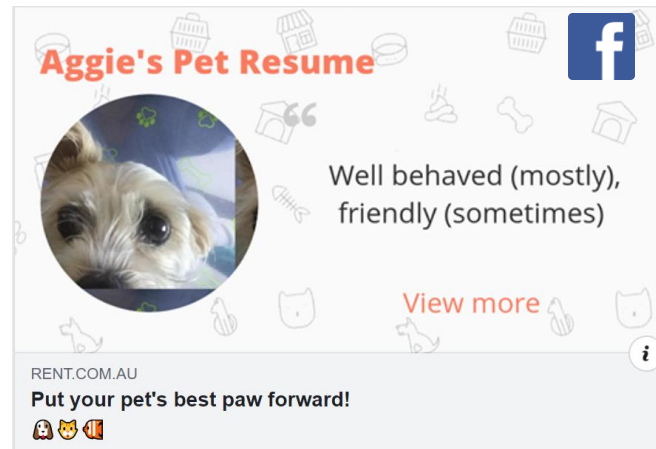 Aggie's Pet Resume
f
“
Well behaved (mostly),
friendly (sometimes)
View more
i
RENT.COM.AU
Put your pet's best paw forward!